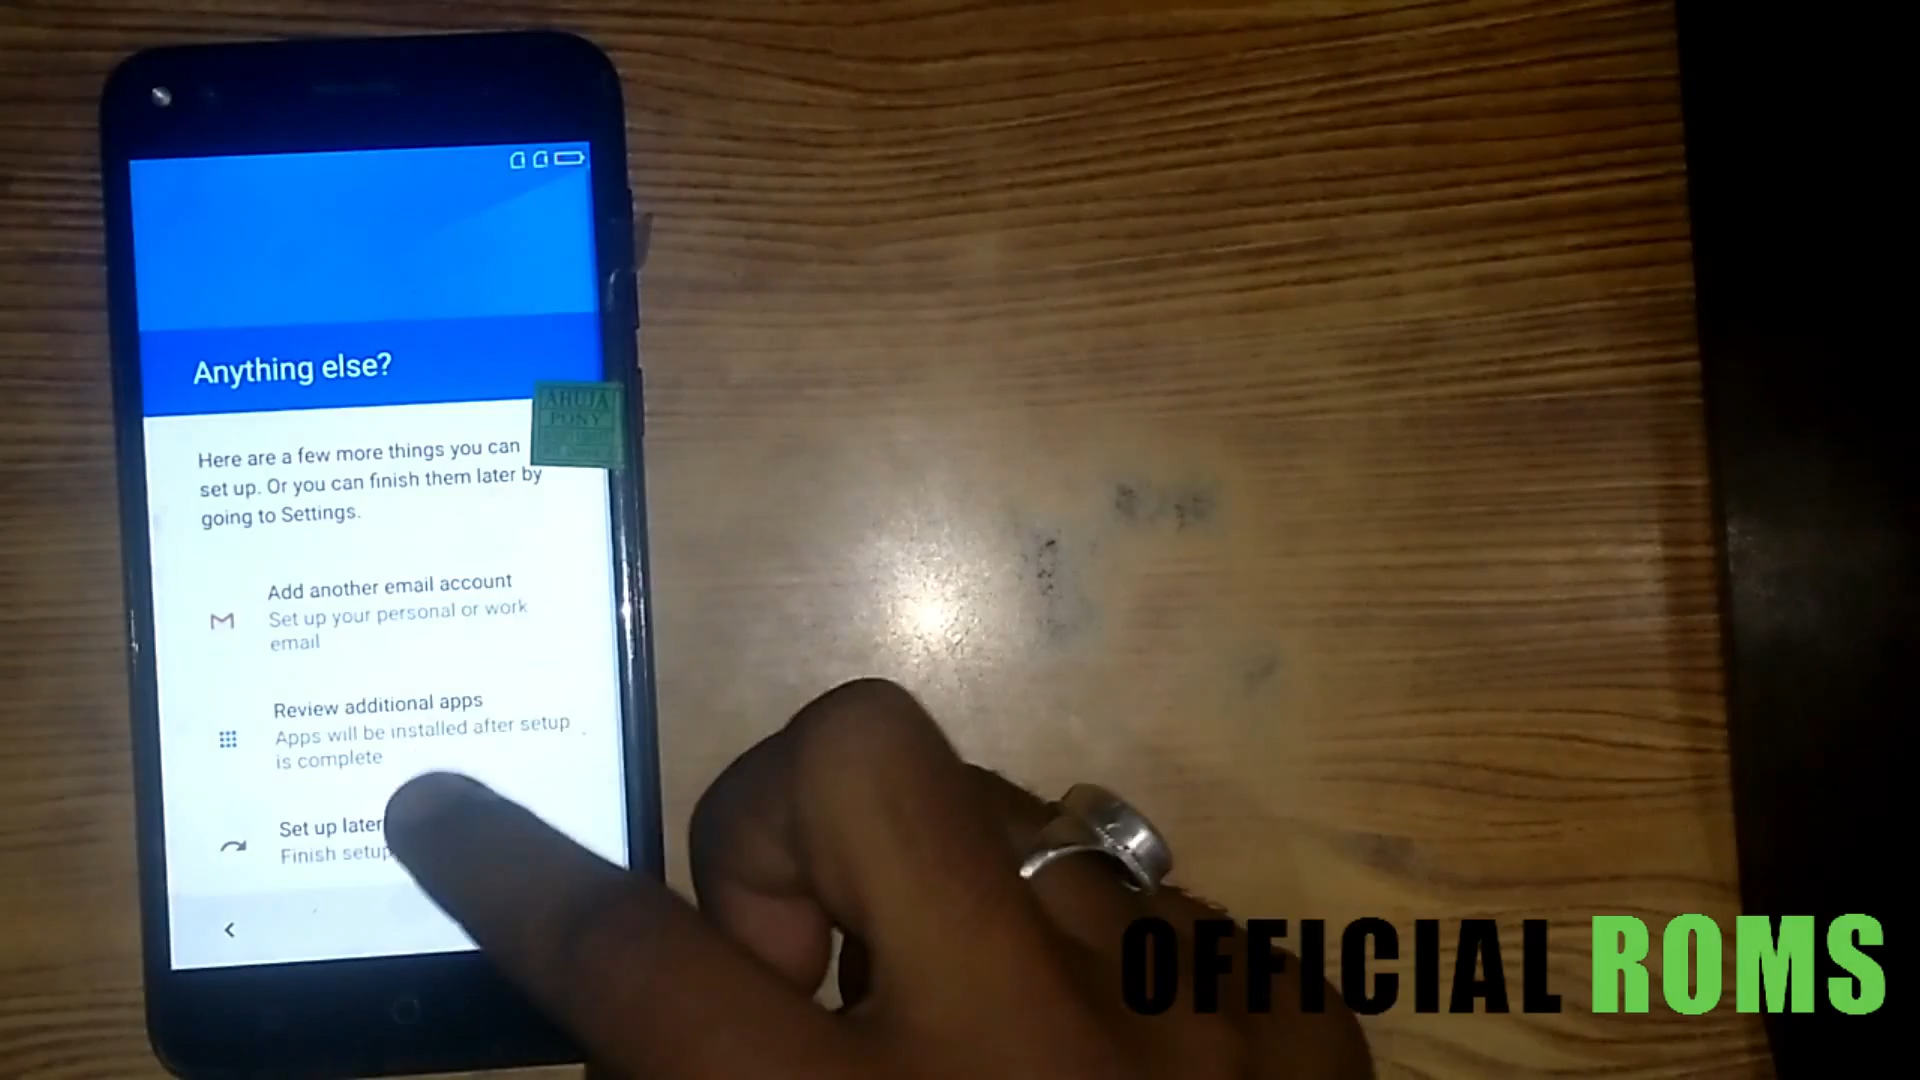 Anything else?
AHUJA
PONY
Here are a few more things you can
set up. Or you can finish them later by
going to Settings.
Add another email account
Set up your personal or work
email
Review additional apps
Apps will be installed after setup
is complete
Set up later
Finish setup
OFFICIAL ROMS